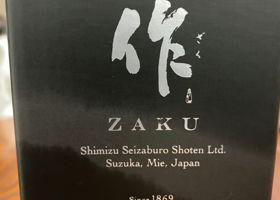 作
ざく
ZAKU
Shimizu Seizaburo Shoten Ltd.
Suzuka, Mie, Japan
Since 1869